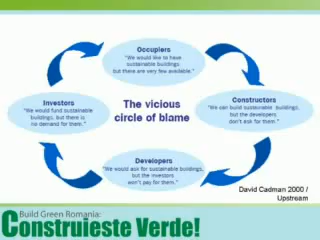 Occupiers
"We would like to have
sustainable buildings
but there are very few available."
Investors
"We would fund sustainable
buildings, but there is
no demand for them."
The vicious
circle of blame
Constructors
"We can build sustainable buildings,
but the developers
don't ask for them."
Developers
"We would ask for sustainable buildings,
but the investors
won't pay for them."
David Cadman 2000 /
Upstream
Build Green Romania:
Construieste Verde!